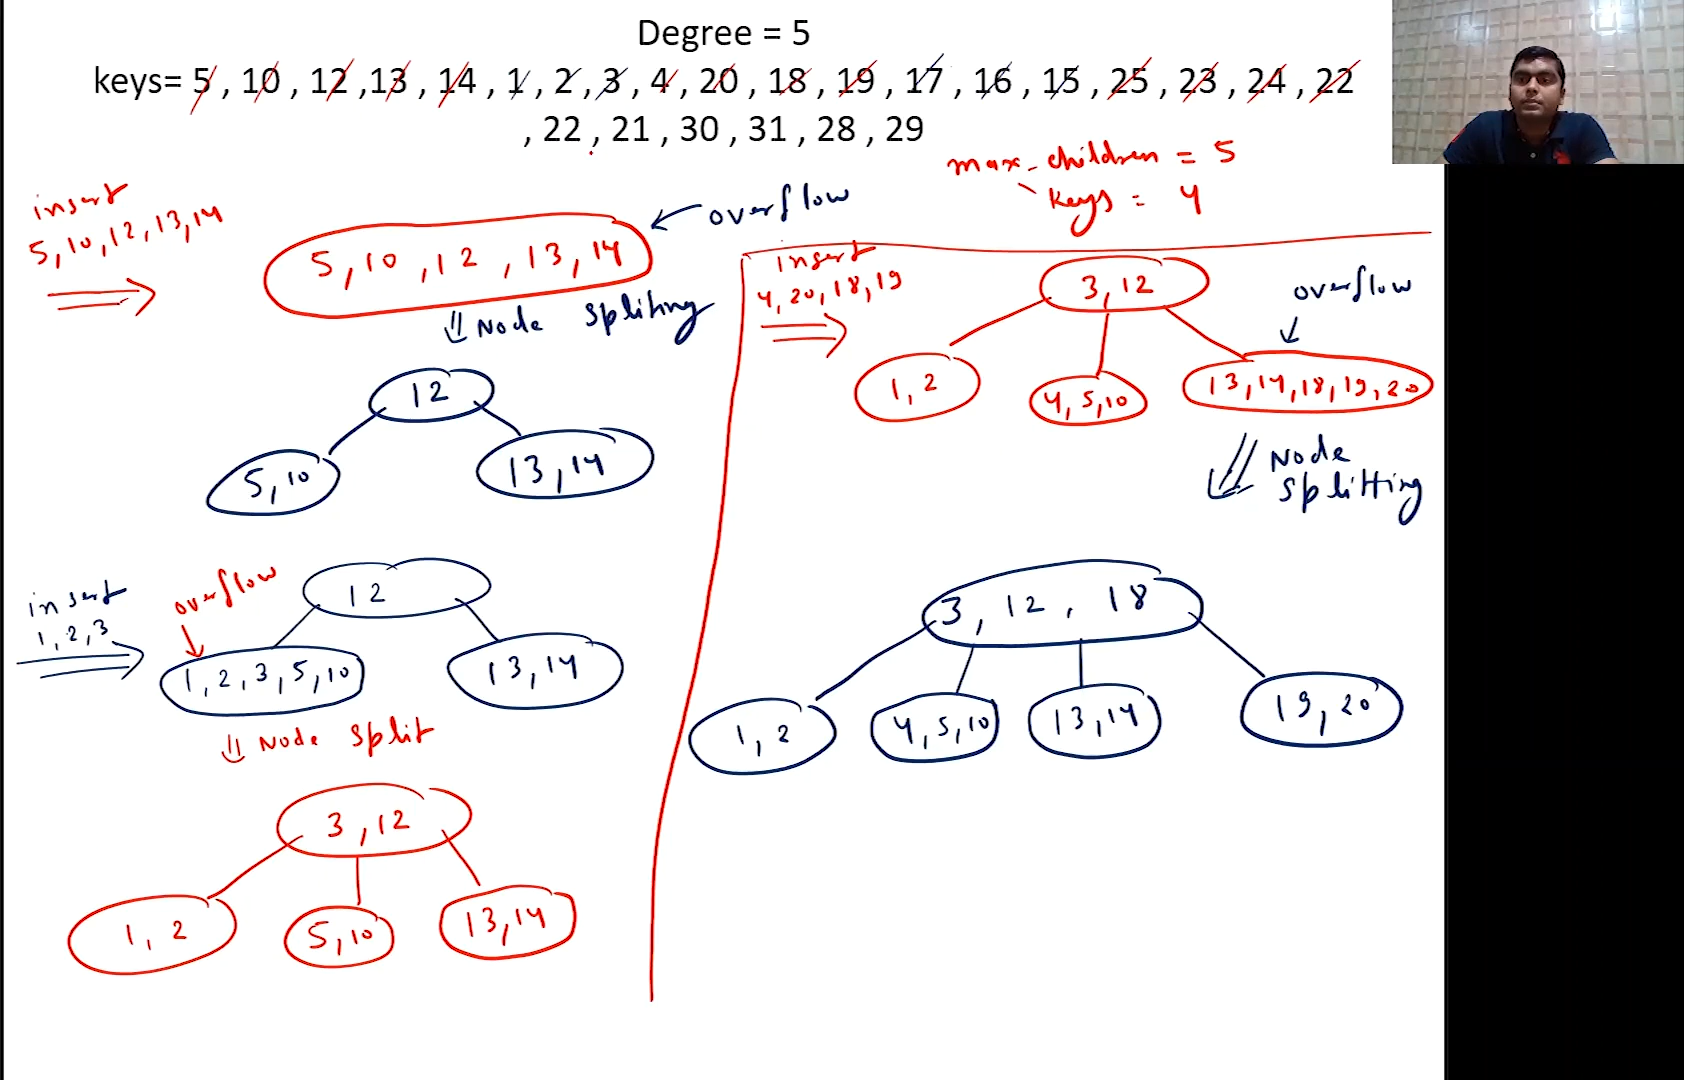 Degree = 5
keys= 5 , 10 , 12 ,13 , 14 , 1 , 2 , 3 , 4 , 20 , 18 , 19 , 17 , 16 , 15 , 25 , 23 , 24 , 22
, 22 , 21 , 30 , 31 , 28 , 29
max-children = 5
keys = 4
insert
5, 10, 12, 13, 14
5, 10, 12, 13, 14
overflow
Node spliting
12
5, 10
13, 14
insert
1, 2, 3
overflow
12
1, 2, 3, 5, 10
13, 14
Node split
3, 12
1, 2
5, 10
13, 14
insert
4, 20, 18, 19
3, 12
overflow
1, 2
4, 5, 10
13, 14, 18, 19, 20
Node
splitting
3, 12, 18
1, 2
4, 5, 10
13, 14
19, 20